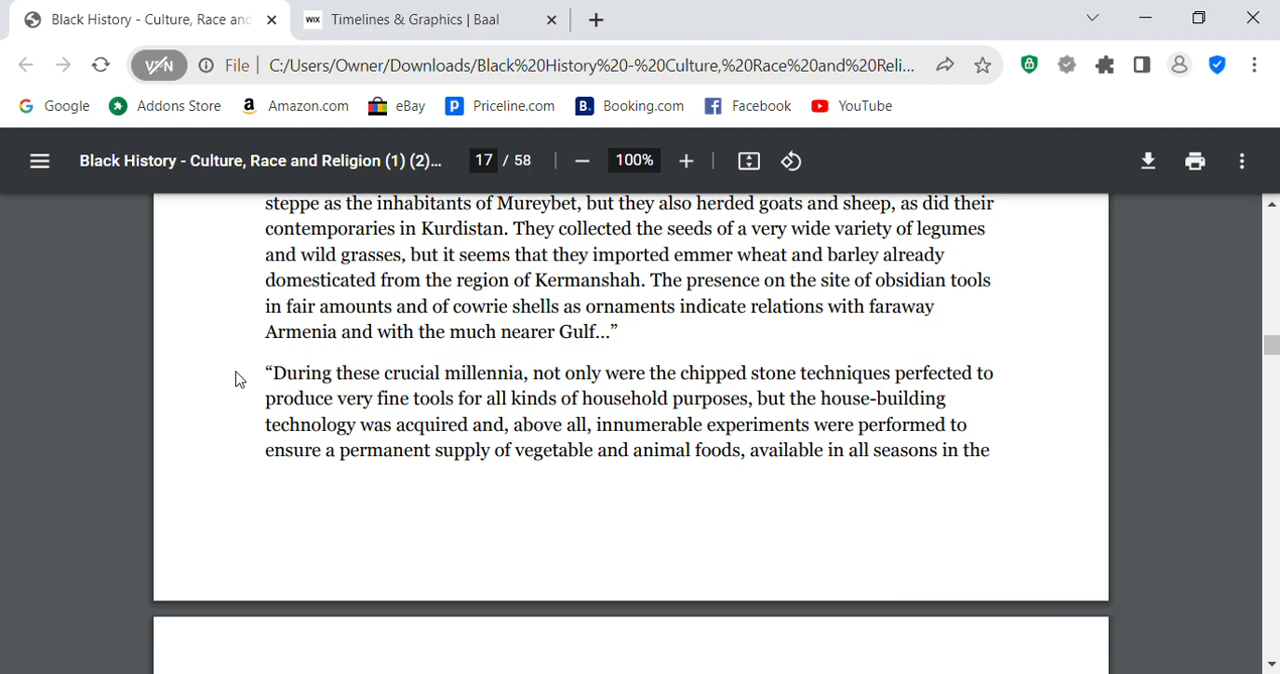 Black History - Culture, Race and
WIX Timelines & Graphics | Baal
VPN File C:/Users/Owner/Downloads/Black%20History%20-%20Culture,%20Race%20and%20Reli...
Google Addons Store Amazon.com eBay Priceline.com Booking.com Facebook YouTube
Black History - Culture, Race and Religion (1) (2)... 17 / 58 100%
steppe as the inhabitants of Mureybet, but they also herded goats and sheep, as did their
contemporaries in Kurdistan. They collected the seeds of a very wide variety of legumes
and wild grasses, but it seems that they imported emmer wheat and barley already
domesticated from the region of Kermanshah. The presence on the site of obsidian tools
in fair amounts and of cowrie shells as ornaments indicate relations with faraway
Armenia and with the much nearer Gulf...”
“During these crucial millennia, not only were the chipped stone techniques perfected to
produce very fine tools for all kinds of household purposes, but the house-building
technology was acquired and, above all, innumerable experiments were performed to
ensure a permanent supply of vegetable and animal foods, available in all seasons in the